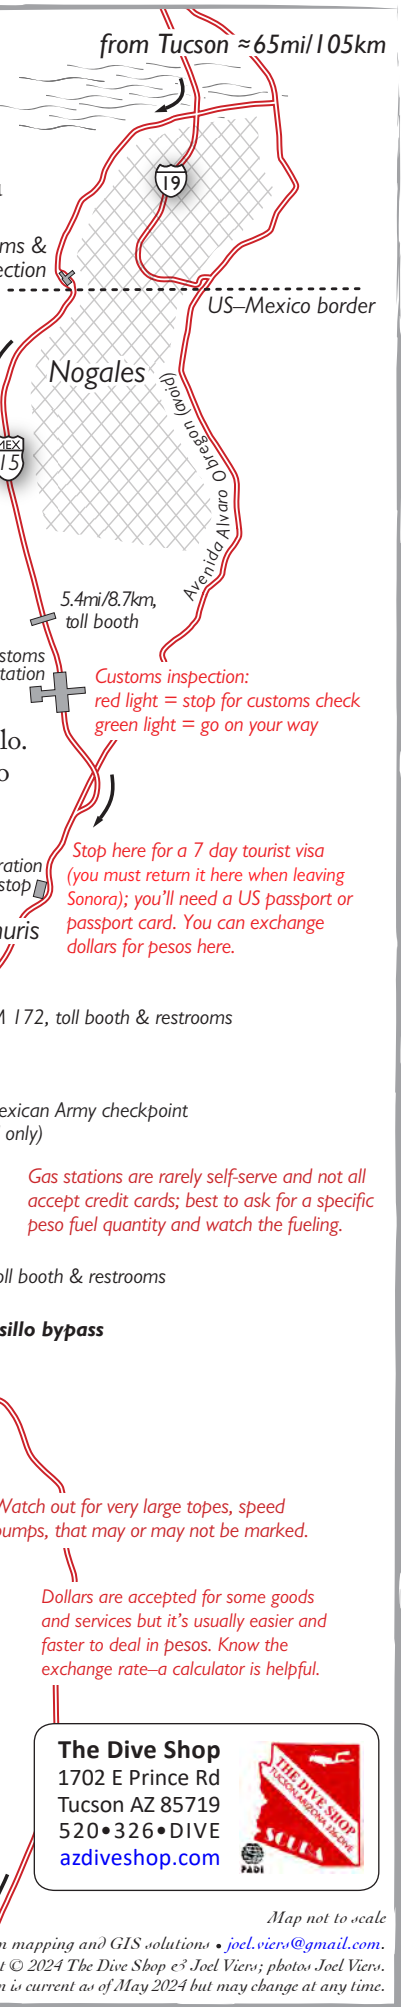 from Tucson ≈65mi/105km
19
ms &
ection
US–Mexico border
Nogales
Avenida Alvaro Obregon (avoid)
MEX
15
5.4mi/8.7km,
toll booth
stoms
tation
Customs inspection:
red light = stop for customs check
green light = go on your way
lo.
o
Stop here for a 7 day tourist visa
(you must return it here when leaving
Sonora); you'll need a US passport or
passport card. You can exchange
dollars for pesos here.
ration
stop
uris
172, toll booth & restrooms
exican Army checkpoint
only)
Gas stations are rarely self-serve and not all
accept credit cards; best to ask for a specific
peso fuel quantity and watch the fueling.
oll booth & restrooms
sillo bypass
Watch out for very large topes, speed
bumps, that may or may not be marked.
Dollars are accepted for some goods
and services but it's usually easier and
faster to deal in pesos. Know the
exchange rate–a calculator is helpful.
The Dive Shop
1702 E Prince Rd
Tucson AZ 85719
520•326•DIVE
azdiveshop.com
THE DIVE SHOP
TUCSON, ARIZONA 326-DIVE
SCUBA
PADI
Map not to scale
n mapping and GIS solutions • joel.viers@gmail.com.
t © 2024 The Dive Shop & Joel Viers; photos Joel Viers.
n is current as of May 2024 but may change at any time.